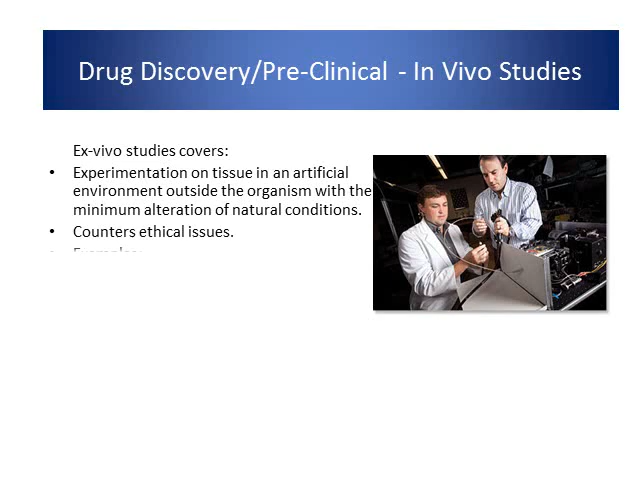 Drug Discovery/Pre-Clinical - In Vivo Studies
Ex-vivo studies covers:
• Experimentation on tissue in an artificial
environment outside the organism with the
minimum alteration of natural conditions.
• Counters ethical issues.